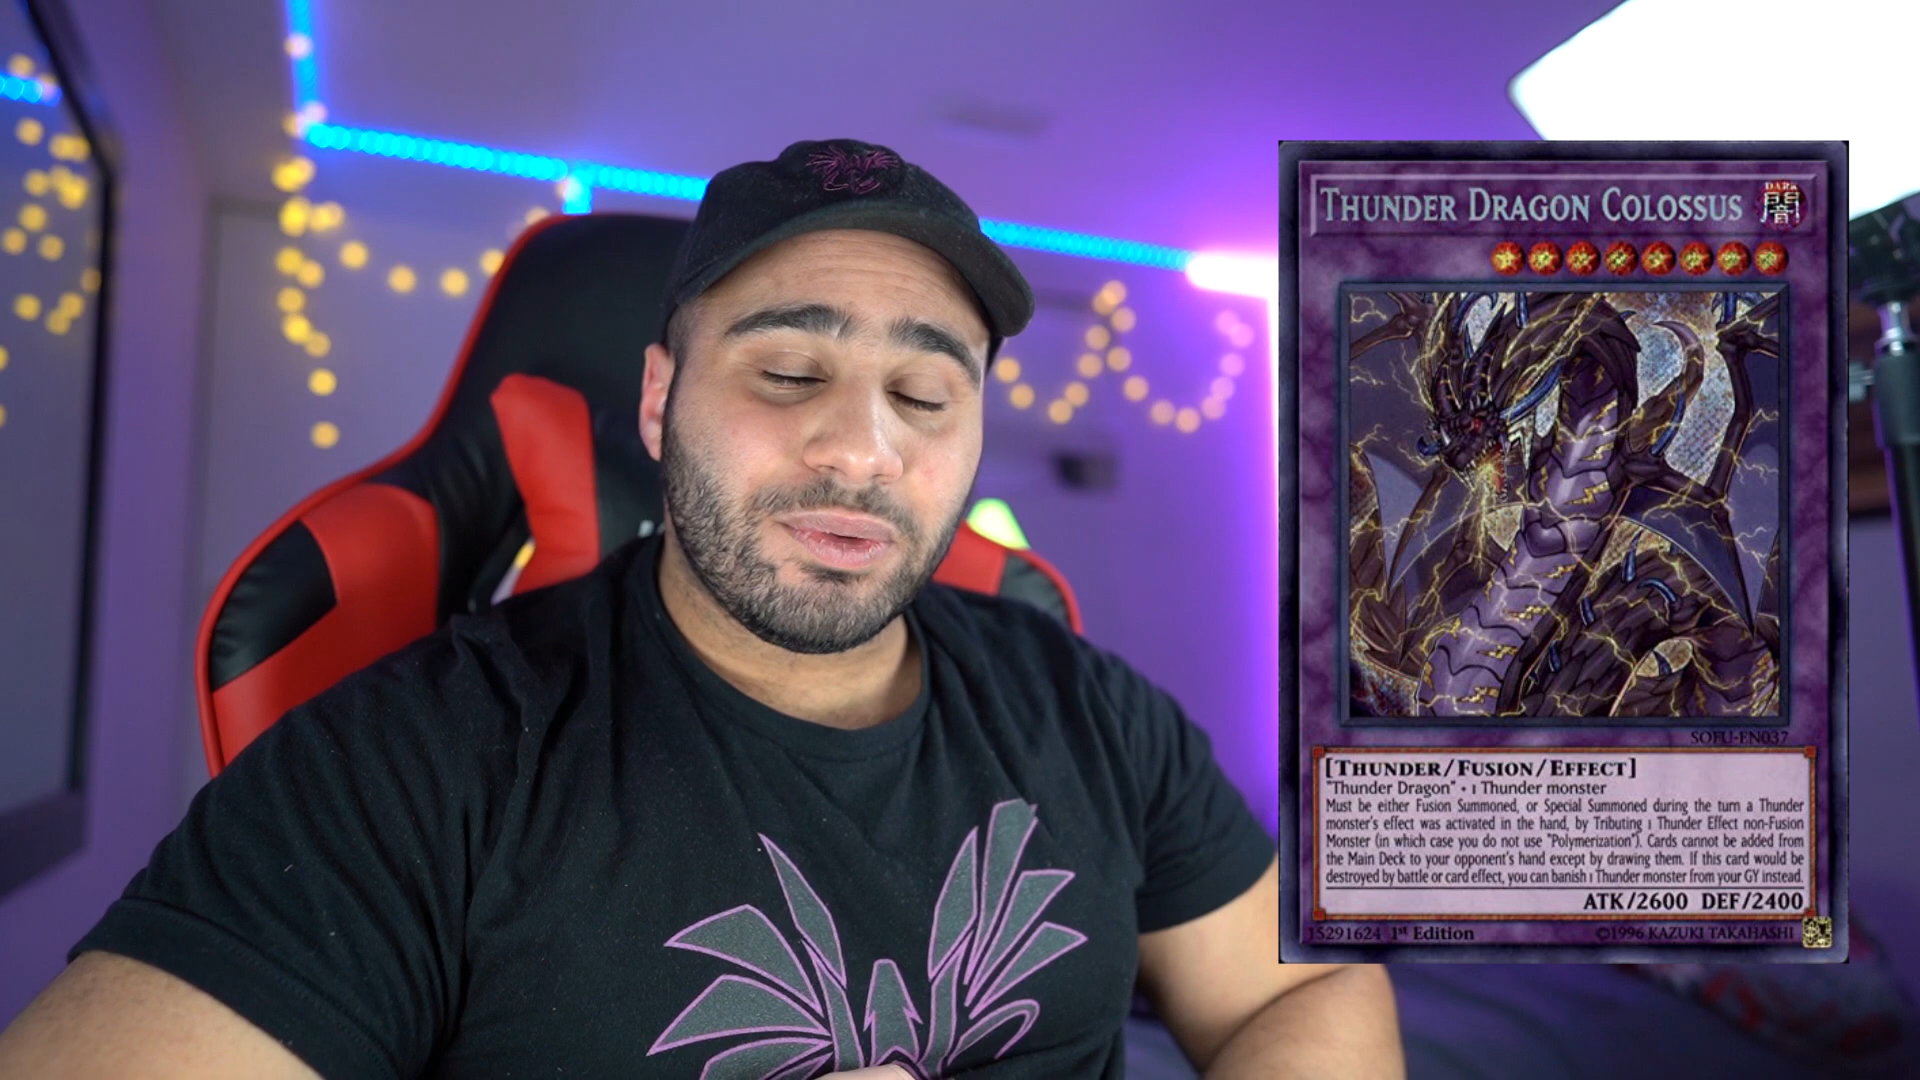 THUNDER DRAGON COLOSSUS
DARK
闇
SOFU-EN037
[THUNDER/FUSION/EFFECT]
"Thunder Dragon" + 1 Thunder monster
Must be either Fusion Summoned, or Special Summoned during the turn a Thunder
monster's effect was activated in the hand, by Tributing 1 Thunder Effect non-Fusion
Monster (in which case you do not use "Polymerization"). Cards cannot be added from
the Main Deck to your opponent's hand except by drawing them. If this card would be
destroyed by battle or card effect, you can banish 1 Thunder monster from your GY instead.
ATK/2600 DEF/2400
15291624 1st Edition
©1996 KAZUKI TAKAHASHI